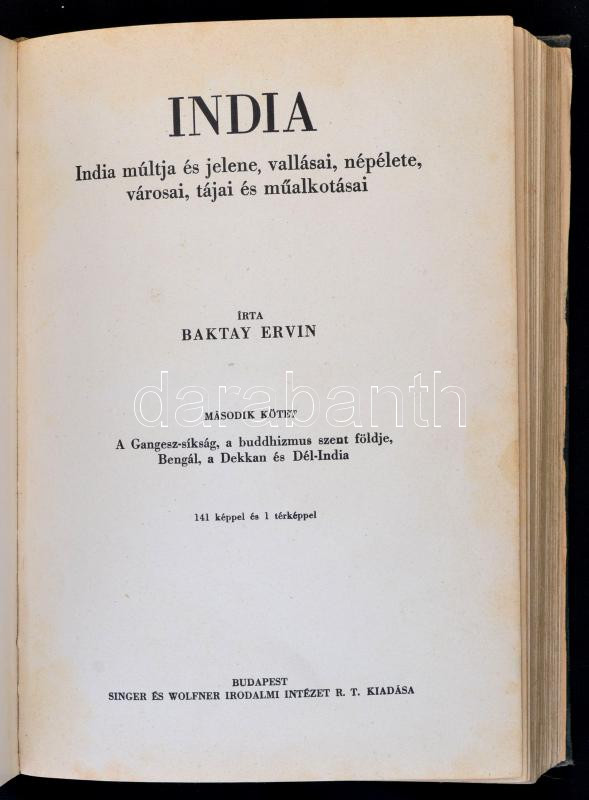 INDIA
India múltja és jelene, vallásai, népélete,
városai, tájai és műalkotásai
ÍRTA
BAKTAY ERVIN
darabanth
MÁSODIK KÖTET
A Gangesz-síkság, a buddhizmus szent földje,
Bengál, a Dekkan és Dél-India
141 képpel és 1 térképpel
BUDAPEST
SINGER ÉS WOLFNER IRODALMI INTÉZET R. T. KIADÁSA